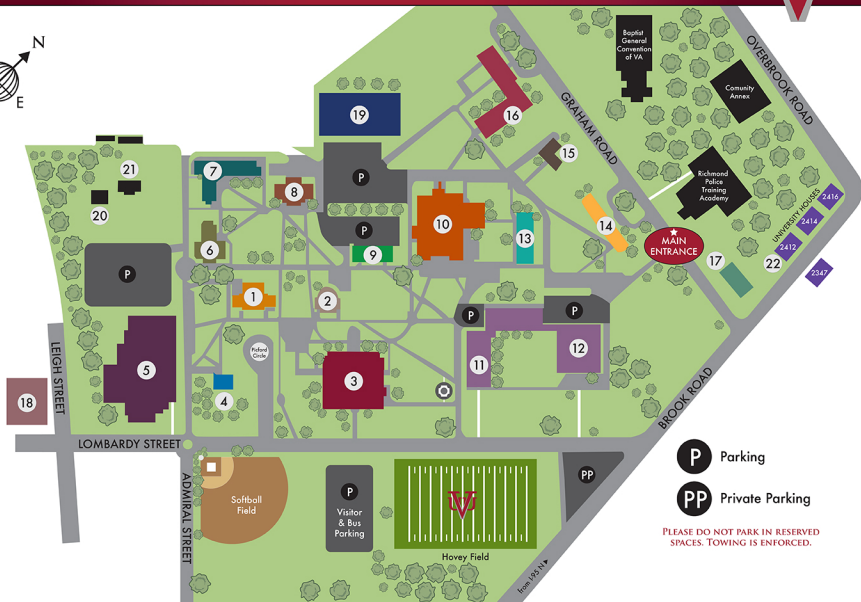 N
E
Baptist
General
Convention
of VA
OVERBROOK ROAD
Comunity
Annex
19
16
GRAHAM ROAD
15
21
7
P
8
Richmond
Police
Training
Academy
20
UNIVERSITY HOUSES
2416
2414
2412
2347
P
10
14
MAIN
ENTRANCE
6
9
13
17
22
P
1
2
P
P
LEIGH STREET
5
Picford
Circle
11
12
18
4
3
BROOK ROAD
LOMBARDY STREET
ADMIRAL STREET
Softball
Field
P
Visitor
& Bus
Parking
VU
Hovey Field
PP
from I-95 N
P Parking
PP Private Parking
PLEASE DO NOT PARK IN RESERVED
SPACES. TOWING IS ENFORCED.